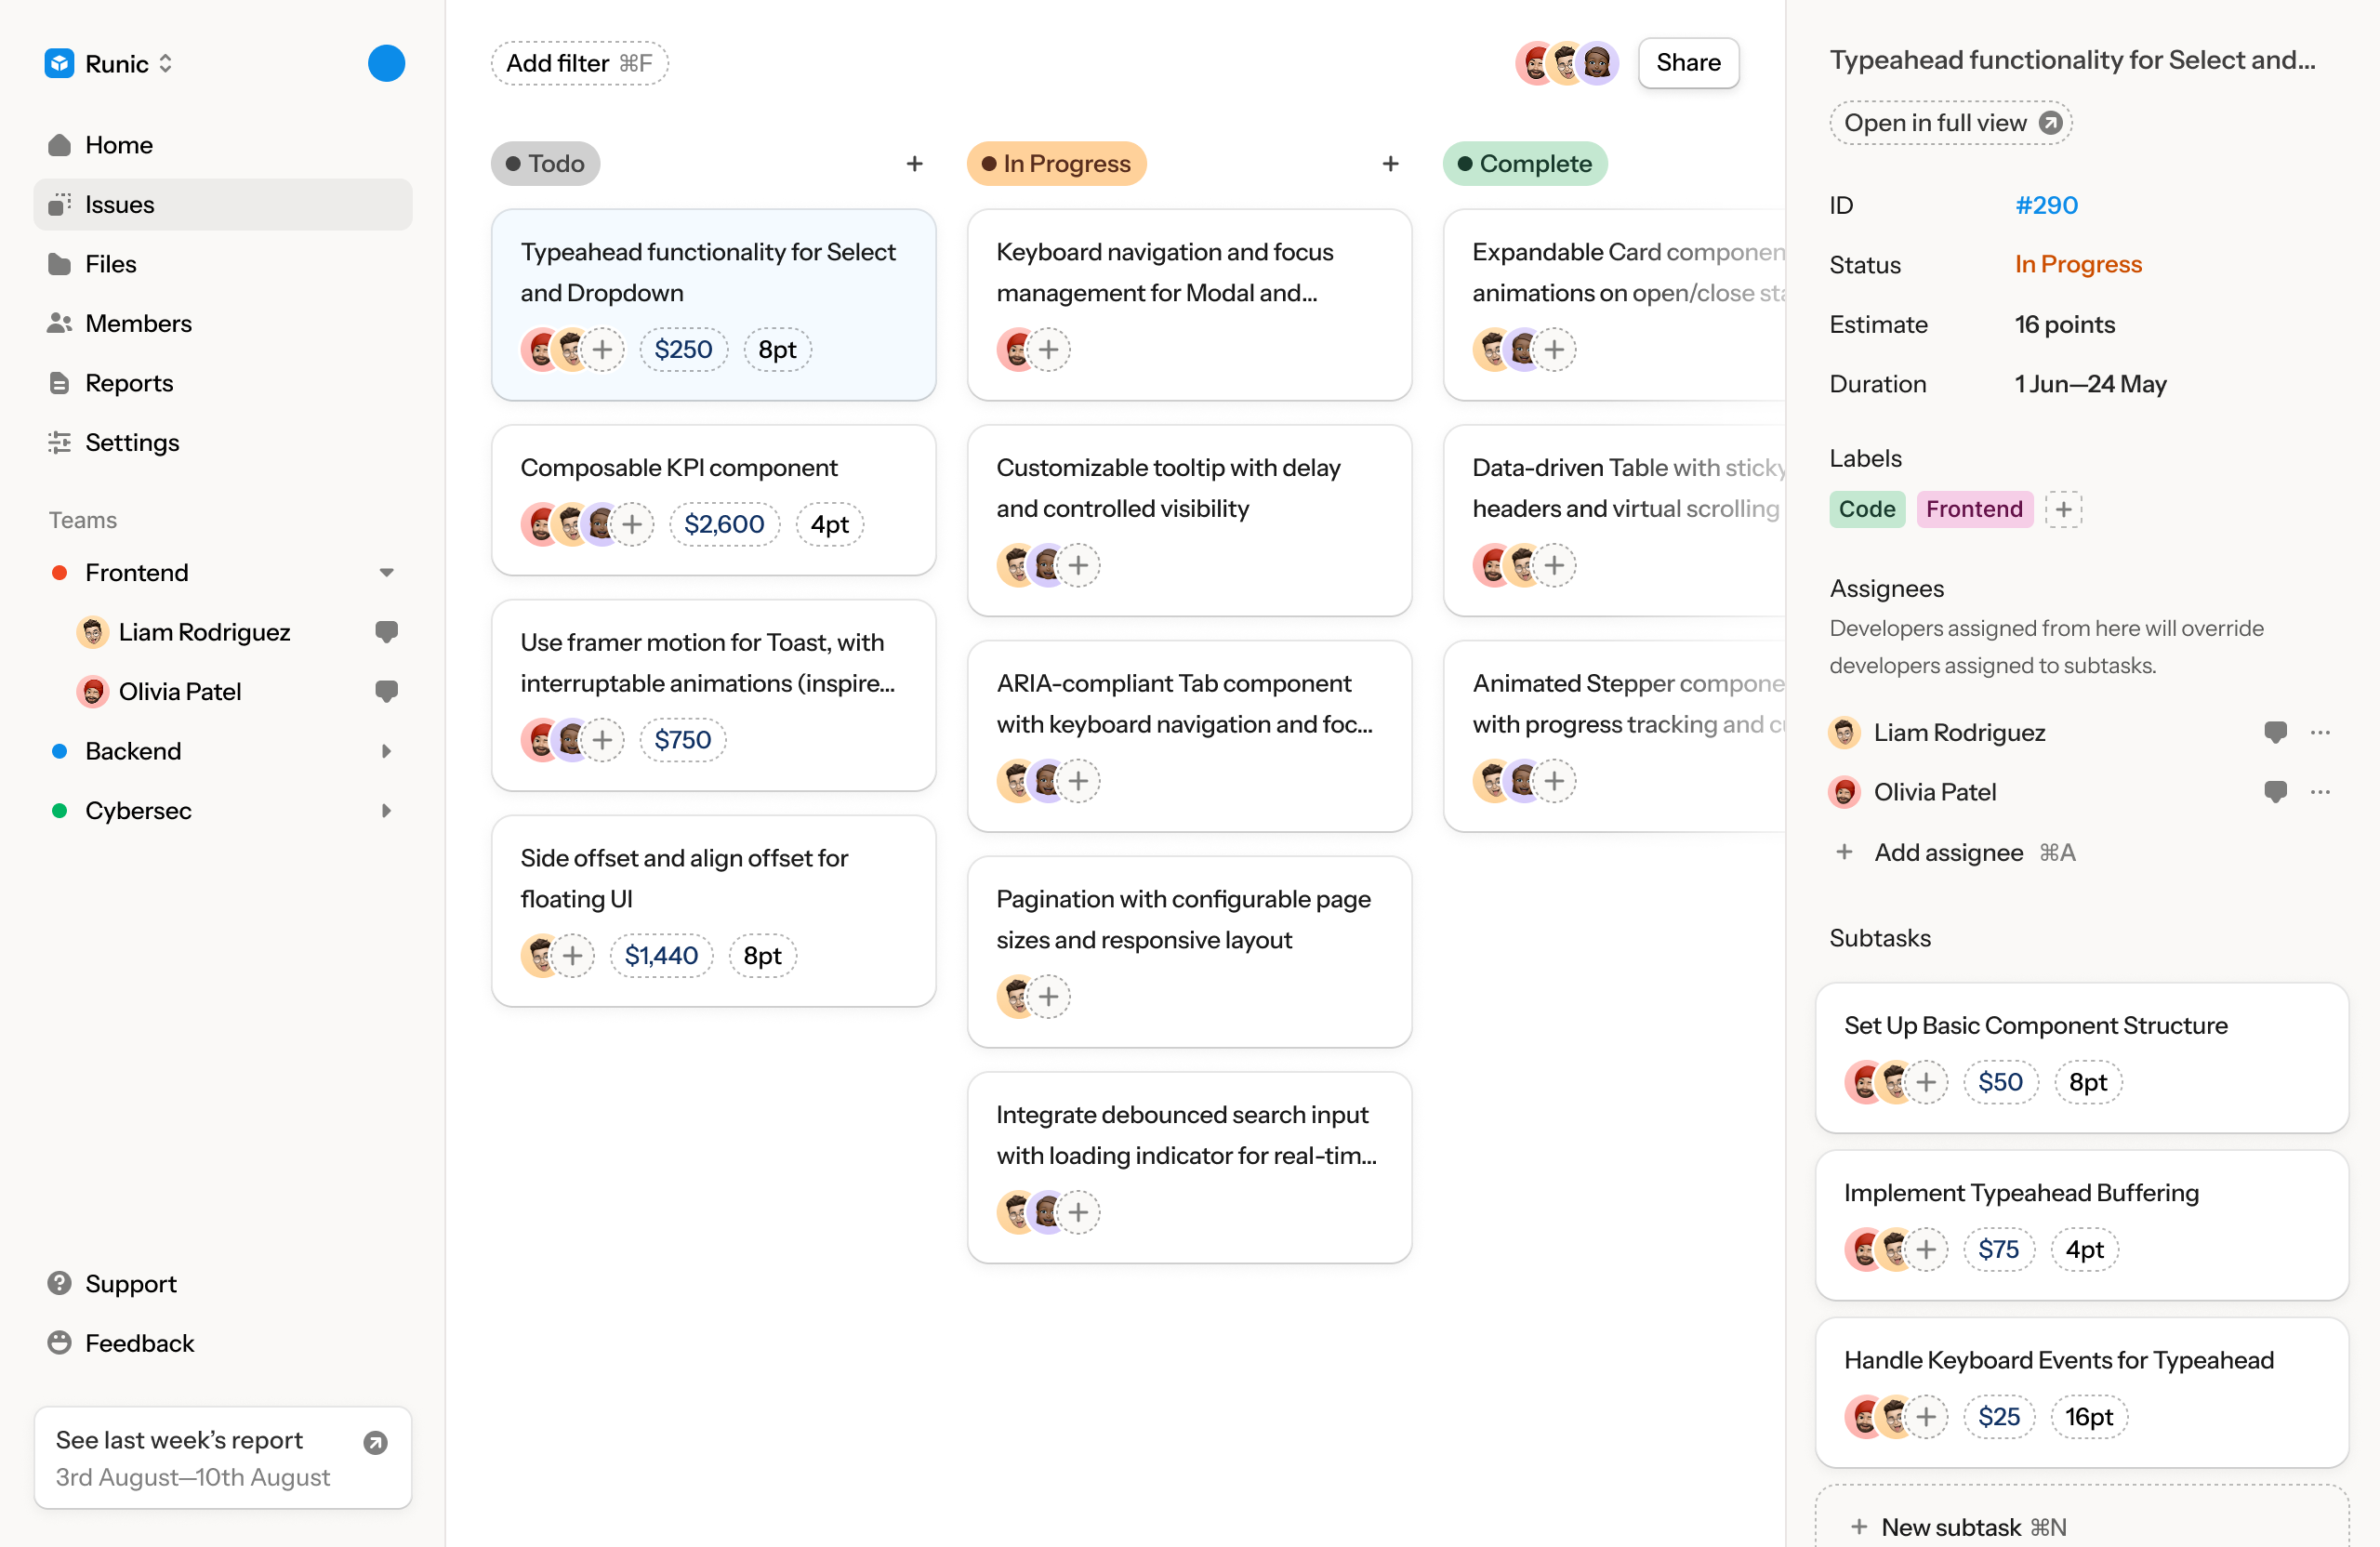 Runic
Home
Issues
Files
Members
Reports
Settings
Teams
Frontend
Liam Rodriguez
Olivia Patel
Backend
Cybersec
Support
Feedback
See last week’s report
3rd August—10th August
Add filter ⌘F
Share
Todo
Typeahead functionality for Select
and Dropdown
$250 8pt
Composable KPI component
$2,600 4pt
Use framer motion for Toast, with
interruptable animations (inspire...
$750
Side offset and align offset for
floating UI
$1,440 8pt
In Progress
Keyboard navigation and focus
management for Modal and...
Customizable tooltip with delay
and controlled visibility
ARIA-compliant Tab component
with keyboard navigation and foc...
Pagination with configurable page
sizes and responsive layout
Integrate debounced search input
with loading indicator for real-tim...
Complete
Expandable Card componen
animations on open/close sta
Data-driven Table with sticky
headers and virtual scrolling
Animated Stepper compone
with progress tracking and cu
Typeahead functionality for Select and...
Open in full view
ID #290
Status In Progress
Estimate 16 points
Duration 1 Jun—24 May
Labels
Code Frontend
Assignees
Developers assigned from here will override
developers assigned to subtasks.
Liam Rodriguez
Olivia Patel
Add assignee ⌘A
Subtasks
Set Up Basic Component Structure
$50 8pt
Implement Typeahead Buffering
$75 4pt
Handle Keyboard Events for Typeahead
$25 16pt
New subtask ⌘N